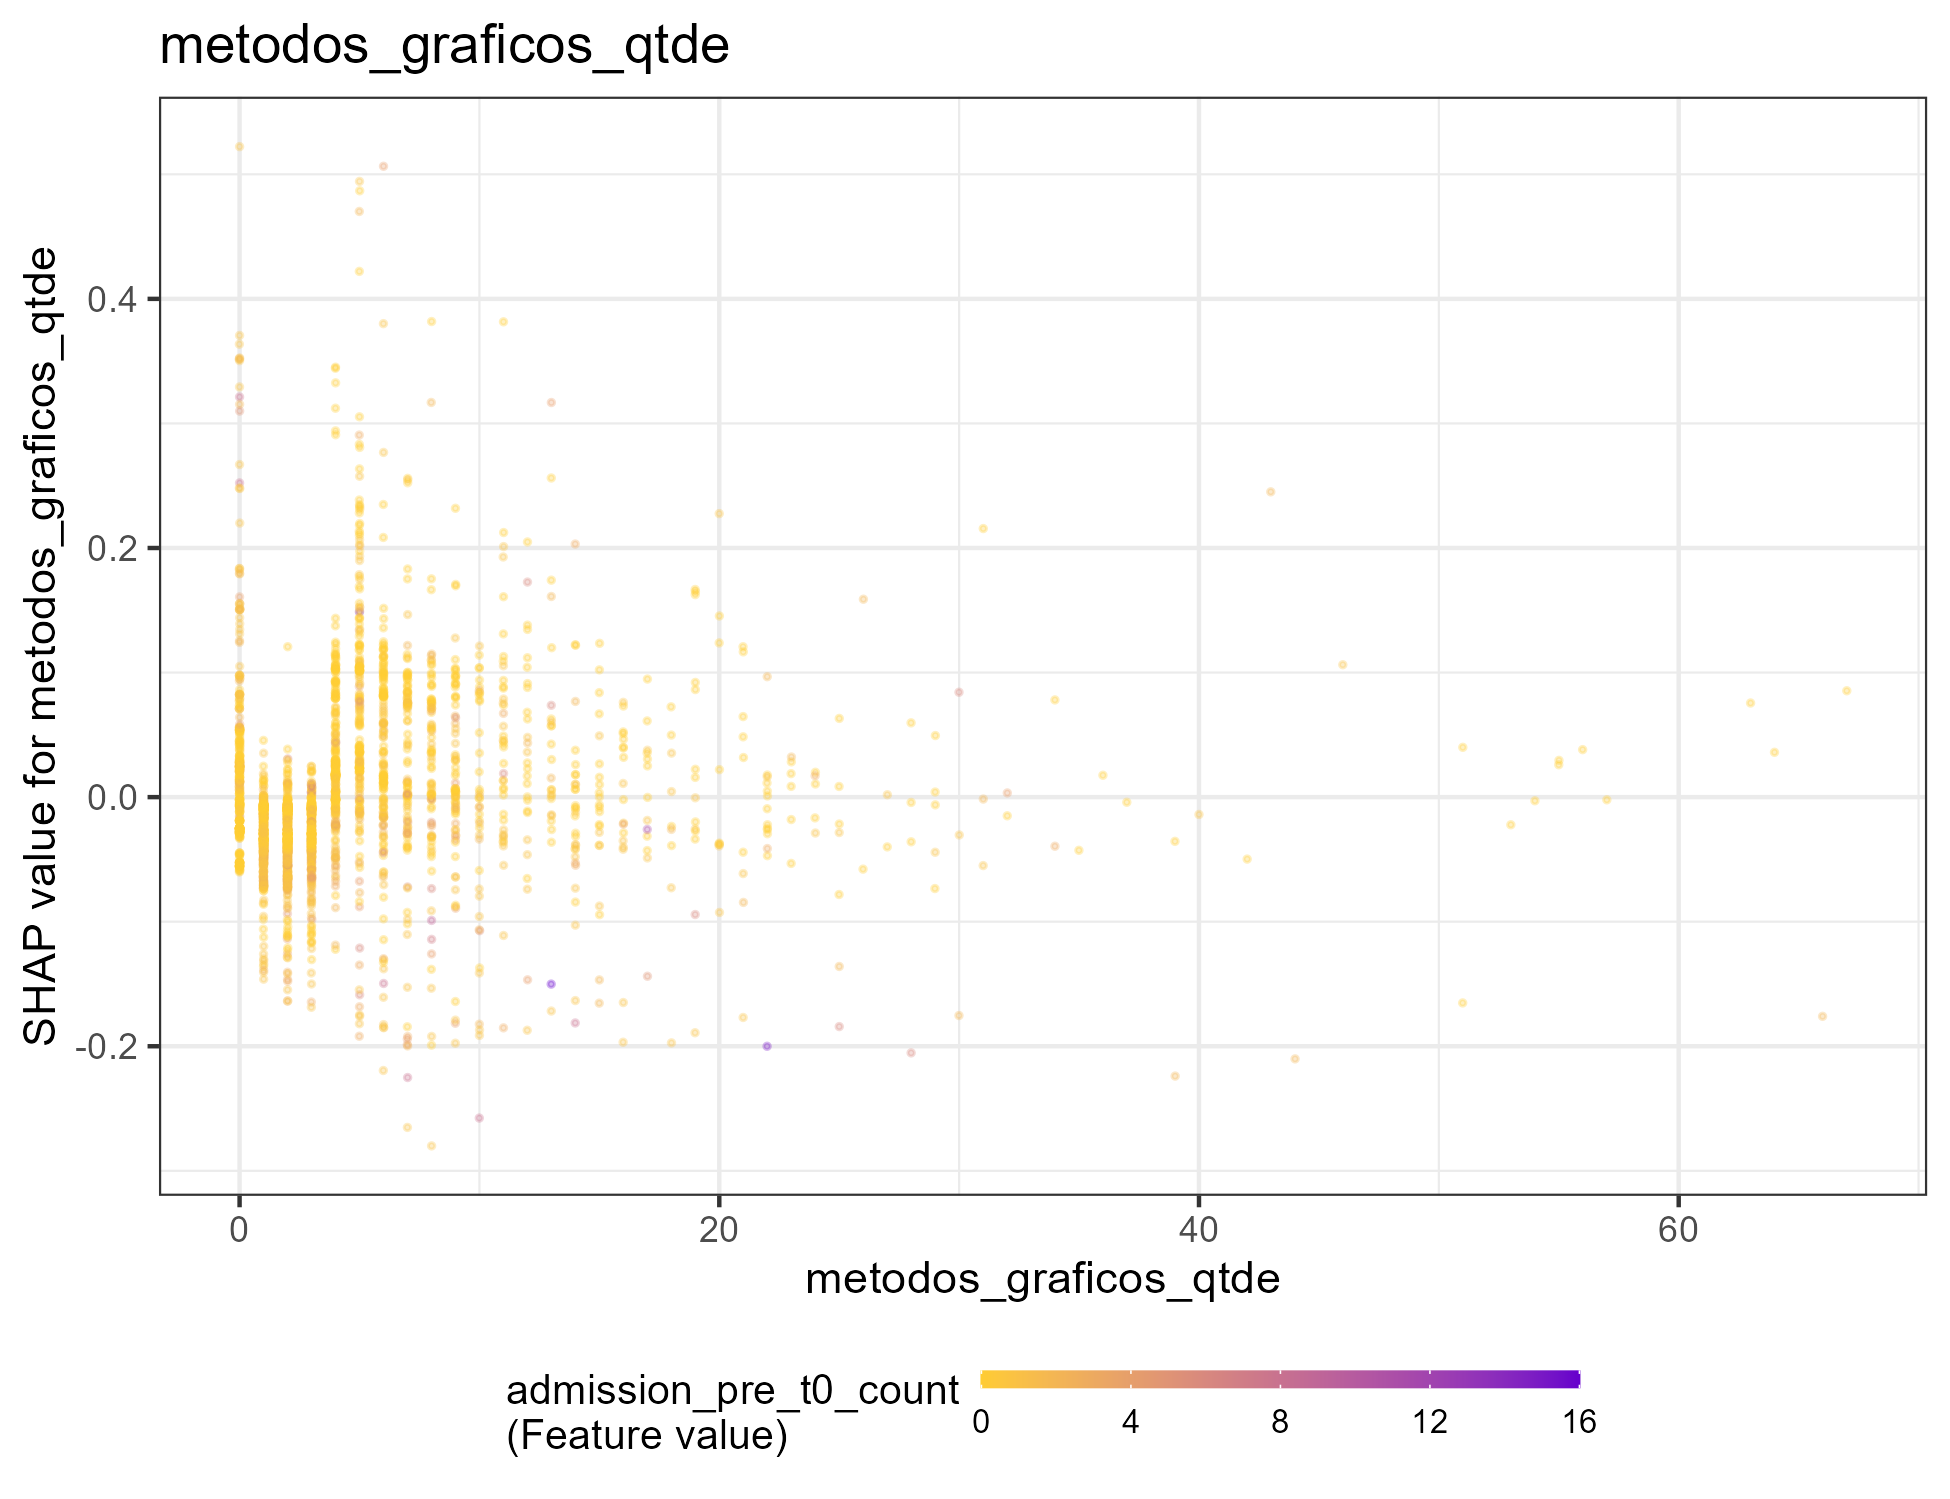 metodos_graficos_qtde
SHAP value for metodos_graficos_qtde
0.4
0.2
0.0
-0.2
0 20 40 60
metodos_graficos_qtde
admission_pre_t0_count
(Feature value)
0 4 8 12 16